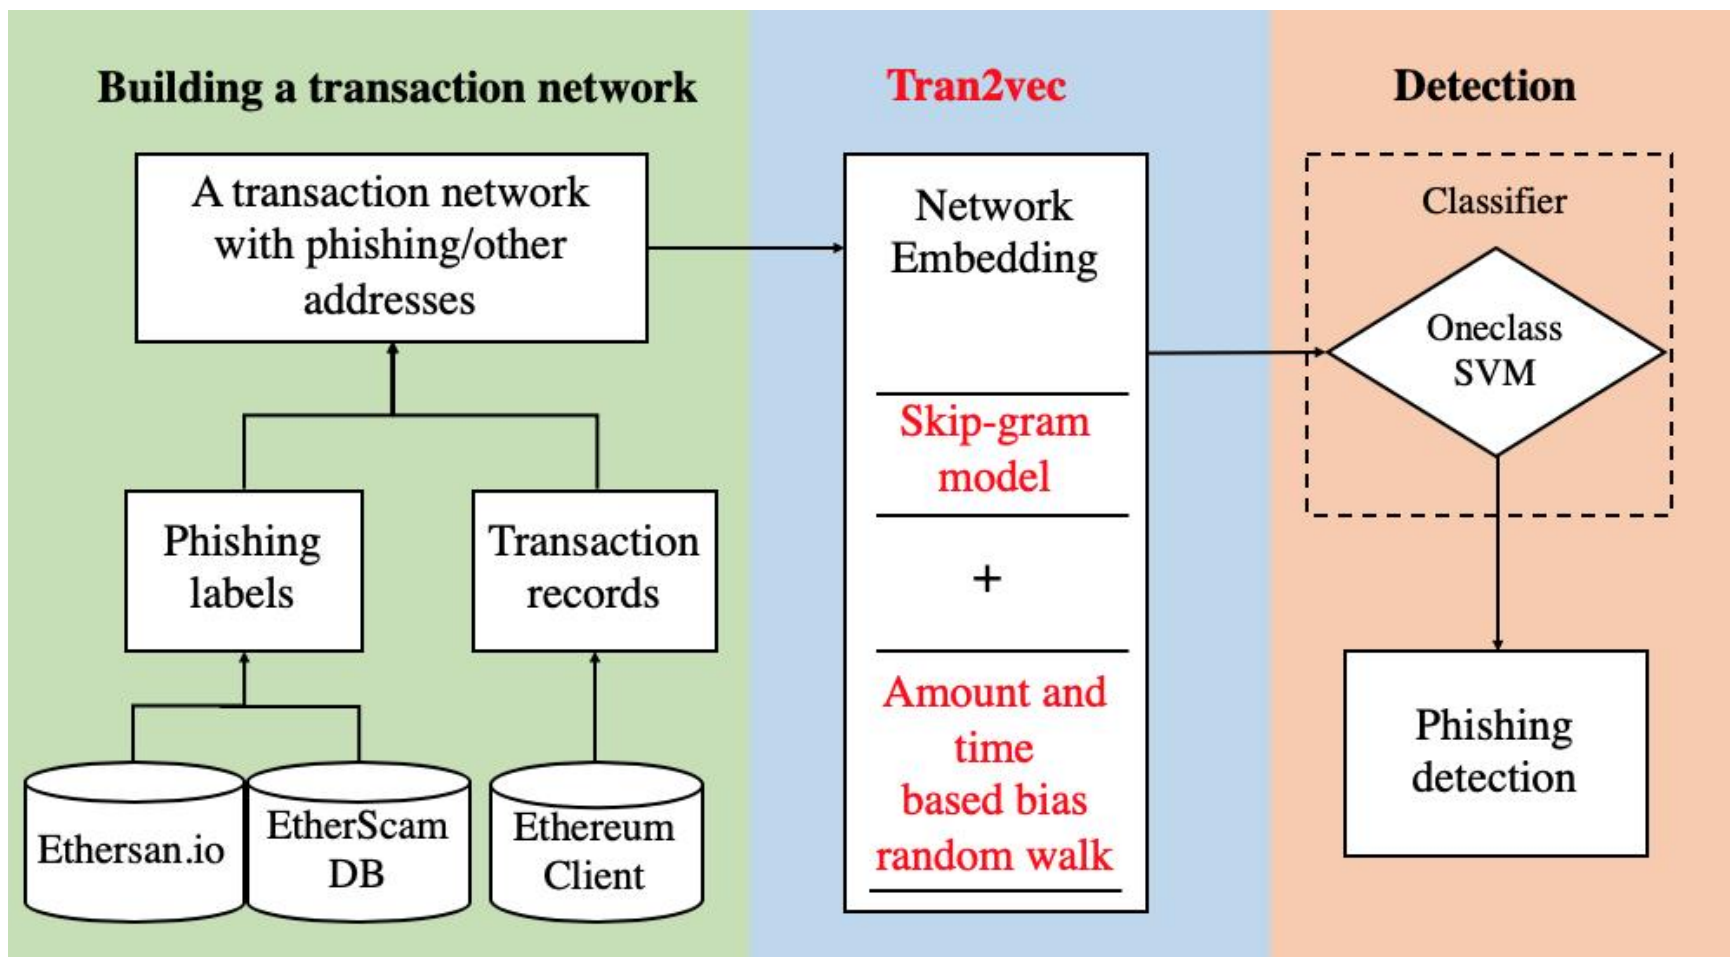 Building a transaction network
A transaction network
with phishing/other
addresses
Phishing
labels
Transaction
records
Ethersan.io
EtherScam
DB
Ethereum
Client
Tran2vec
Network
Embedding
Skip-gram
model
+
Amount and
time
based bias
random walk
Detection
Classifier
Oneclass
SVM
Phishing
detection